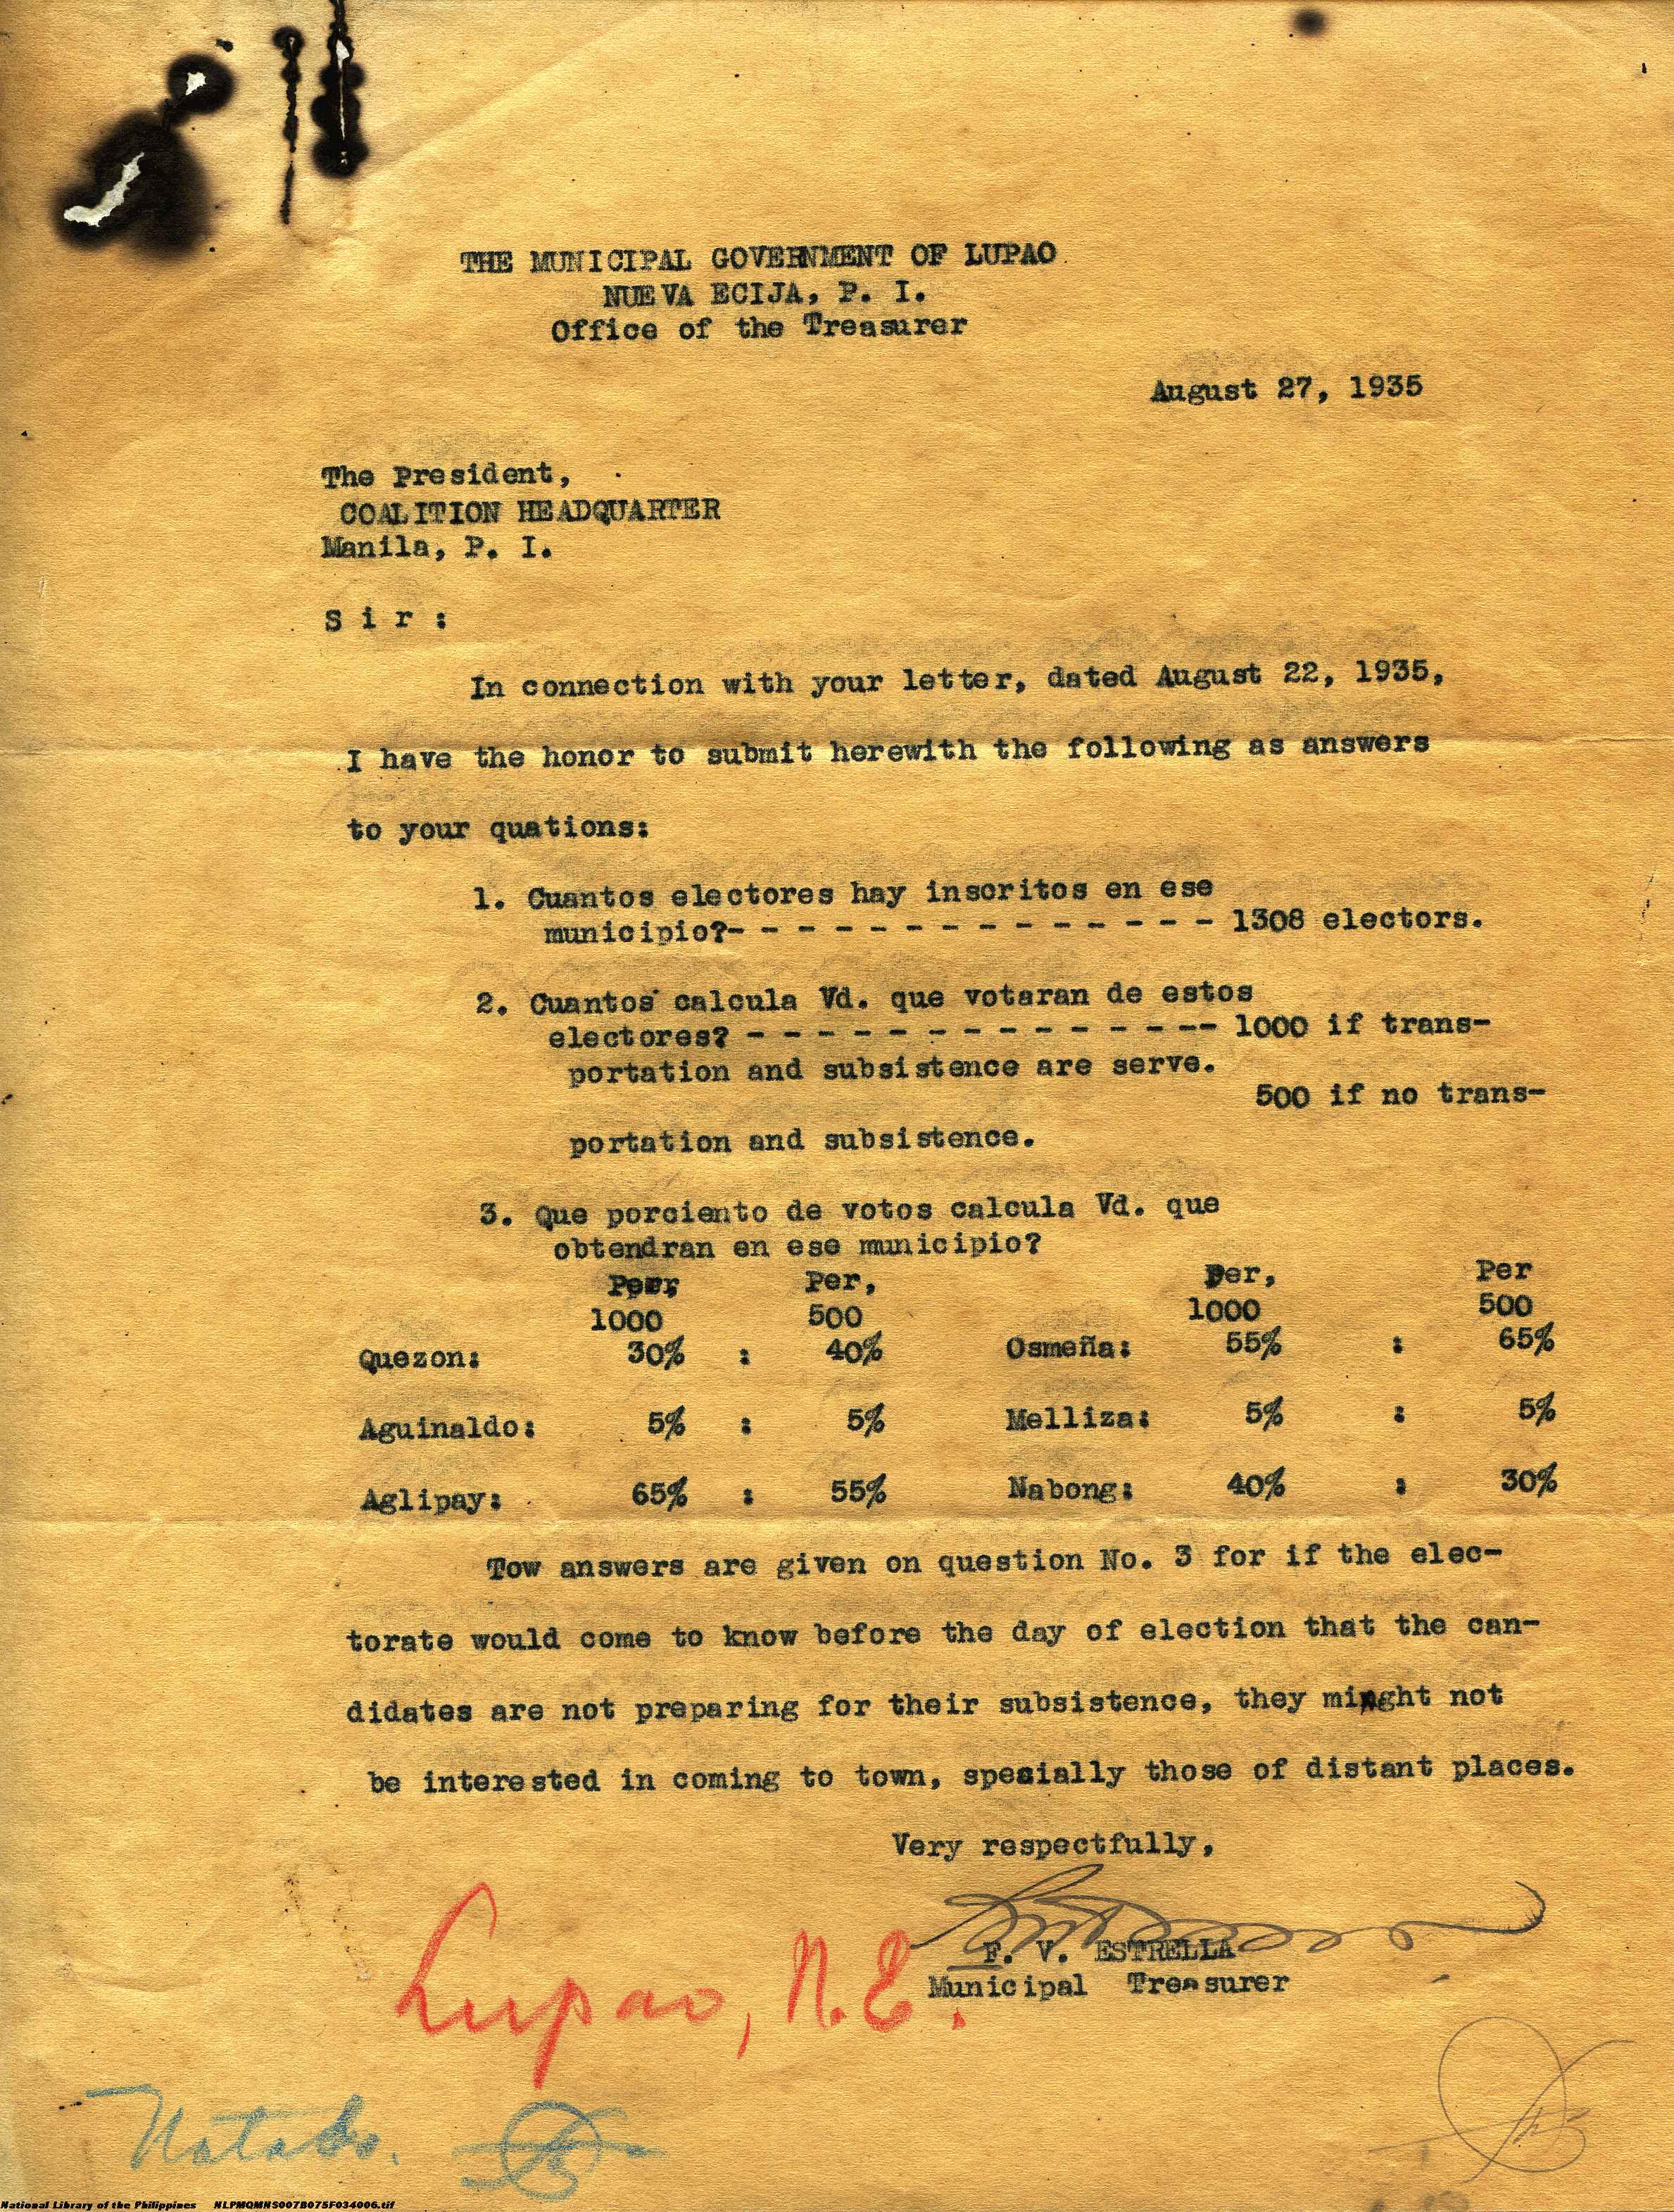 THE MUNICIPAL GOVERNMENT OF LUPAO
NUEVA ECIJA, P. I.
Office of the Treasurer
August 27, 1935
The President,
COALITION HEADQUARTER
Manila, P. I.
S i r :
In connection with your letter, dated August 22, 1935,
I have the honor to submit herewith the following as answers
to your quations:
1. Cuantos electores hay inscritos en ese
municipio?- - - - - - - - - - - - - - 1308 electors.
2. Cuantos calcula Vd. que votaran de estos
electores? - - - - - - - - - - - - - -- 1000 if trans-
portation and subsistence are serve.
500 if no trans-
portation and subsistence.
3. Que porciento de votos calcula Vd. que
obtendran en ese municipio?
Per, Per, Per, Per
1000 500 1000 500
Quezon: 30% : 40% Osmeña: 55% : 65%
Aguinaldo: 5% : 5% Melliza: 5% : 5%
Aglipay: 65% : 55% Nabong: 40% : 30%
Tow answers are given on question No. 3 for if the elec-
torate would come to know before the day of election that the can-
didates are not preparing for their subsistence, they might not
be interested in coming to town, specially those of distant places.
Very respectfully,
F. V. ESTRELLA
Municipal Treasurer
Lupao, N.E.
Notado.
National Library of the Philippines NLPMQMNS007B075F034006.tif